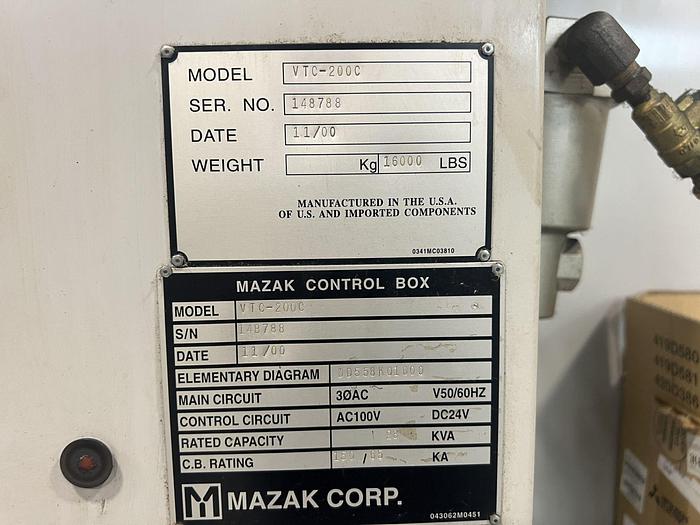 MODEL VTC-200C
SER. NO. 148788
DATE 11/00
WEIGHT Kg 16000 LBS
MANUFACTURED IN THE U.S.A.
OF U.S. AND IMPORTED COMPONENTS
0341MC03810
MAZAK CONTROL BOX
MODEL VTC-200C
S/N 148788
DATE 11/00
ELEMENTARY DIAGRAM
MAIN CIRCUIT 3ØAC V50/60HZ
CONTROL CIRCUIT AC100V DC24V
RATED CAPACITY KVA
C.B. RATING KA
MAZAK CORP.
043062M0451
419D580
419D581